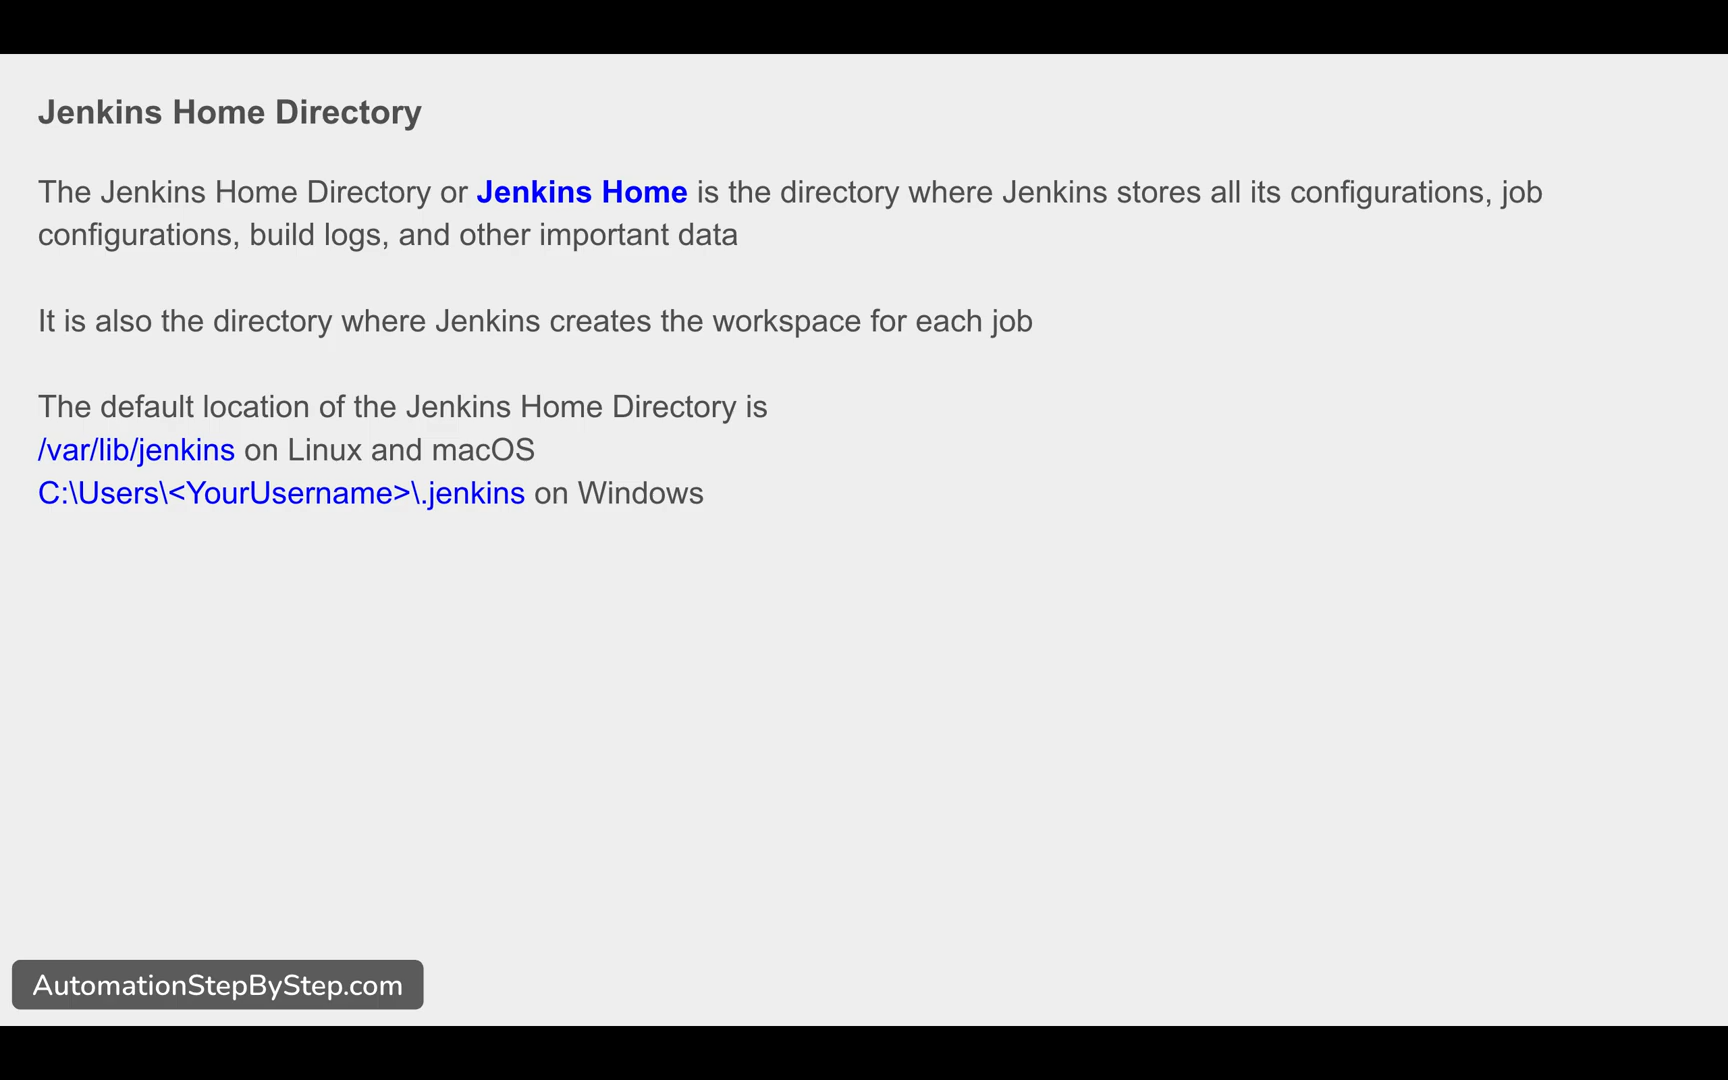 Jenkins Home Directory
The Jenkins Home Directory or Jenkins Home is the directory where Jenkins stores all its configurations, job
configurations, build logs, and other important data
It is also the directory where Jenkins creates the workspace for each job
The default location of the Jenkins Home Directory is
/var/lib/jenkins on Linux and macOS
C:\Users\<YourUsername>\.jenkins on Windows
AutomationStepByStep.com